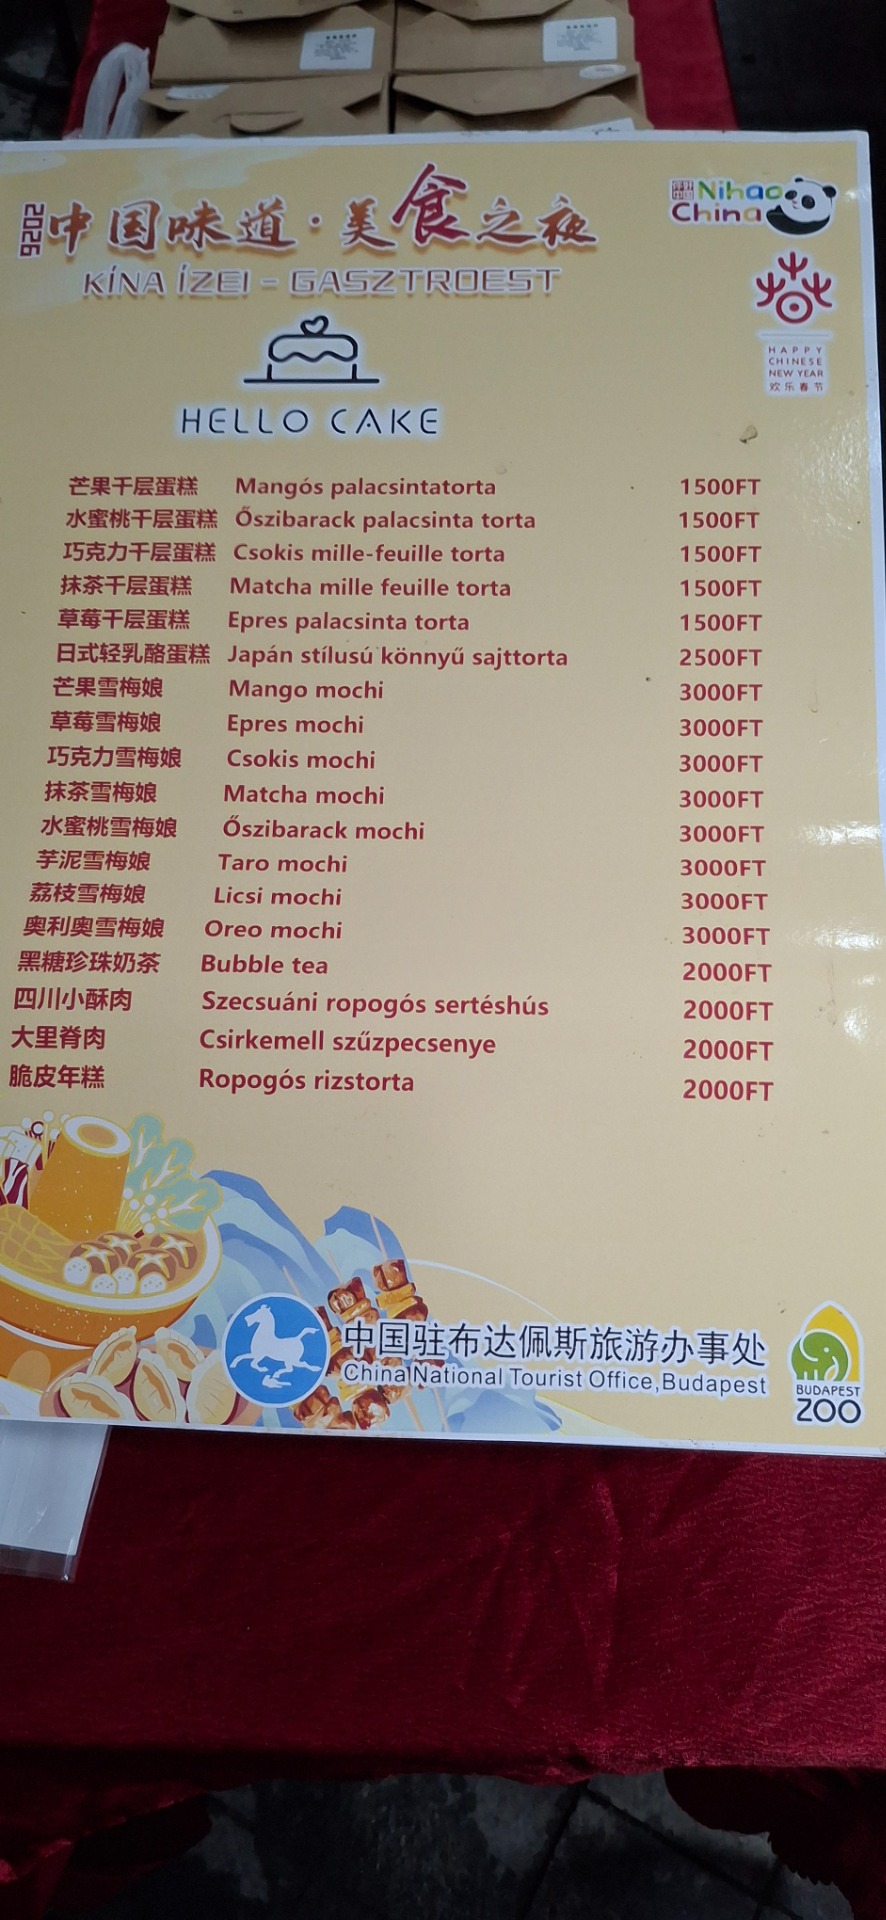 2026
中国味道·美食之夜
KÍNA ÍZEI - GASZTROEST
Nihao
China
HAPPY
CHINESE
NEW YEAR
欢乐春节
HELLO CAKE
芒果千层蛋糕 Mangós palacsintatorta 1500FT
水蜜桃千层蛋糕 Őszibarack palacsinta torta 1500FT
巧克力千层蛋糕 Csokis mille-feuille torta 1500FT
抹茶千层蛋糕 Matcha mille feuille torta 1500FT
草莓千层蛋糕 Epres palacsinta torta 1500FT
日式轻乳酪蛋糕 Japán stílusú könnyű sajttorta 2500FT
芒果雪梅娘 Mango mochi 3000FT
草莓雪梅娘 Epres mochi 3000FT
巧克力雪梅娘 Csokis mochi 3000FT
抹茶雪梅娘 Matcha mochi 3000FT
水蜜桃雪梅娘 Őszibarack mochi 3000FT
芋泥雪梅娘 Taro mochi 3000FT
荔枝雪梅娘 Licsi mochi 3000FT
奥利奥雪梅娘 Oreo mochi 3000FT
黑糖珍珠奶茶 Bubble tea 2000FT
四川小酥肉 Szecsuáni ropogós sertéshús 2000FT
大里脊肉 Csirkemell szűzpecsenye 2000FT
脆皮年糕 Ropogós rizstorta 2000FT
中国驻布达佩斯旅游办事处
China National Tourist Office,Budapest
BUDAPEST
ZOO